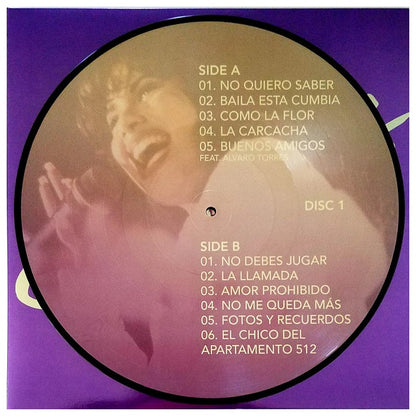 SIDE A
01. NO QUIERO SABER
02. BAILA ESTA CUMBIA
03. COMO LA FLOR
04. LA CARCACHA
05. BUENOS AMIGOS
FEAT. ALVARO TORRES
DISC 1
SIDE B
01. NO DEBES JUGAR
02. LA LLAMADA
03. AMOR PROHIBIDO
04. NO ME QUEDA MÁS
05. FOTOS Y RECUERDOS
06. EL CHICO DEL
APARTAMENTO 512